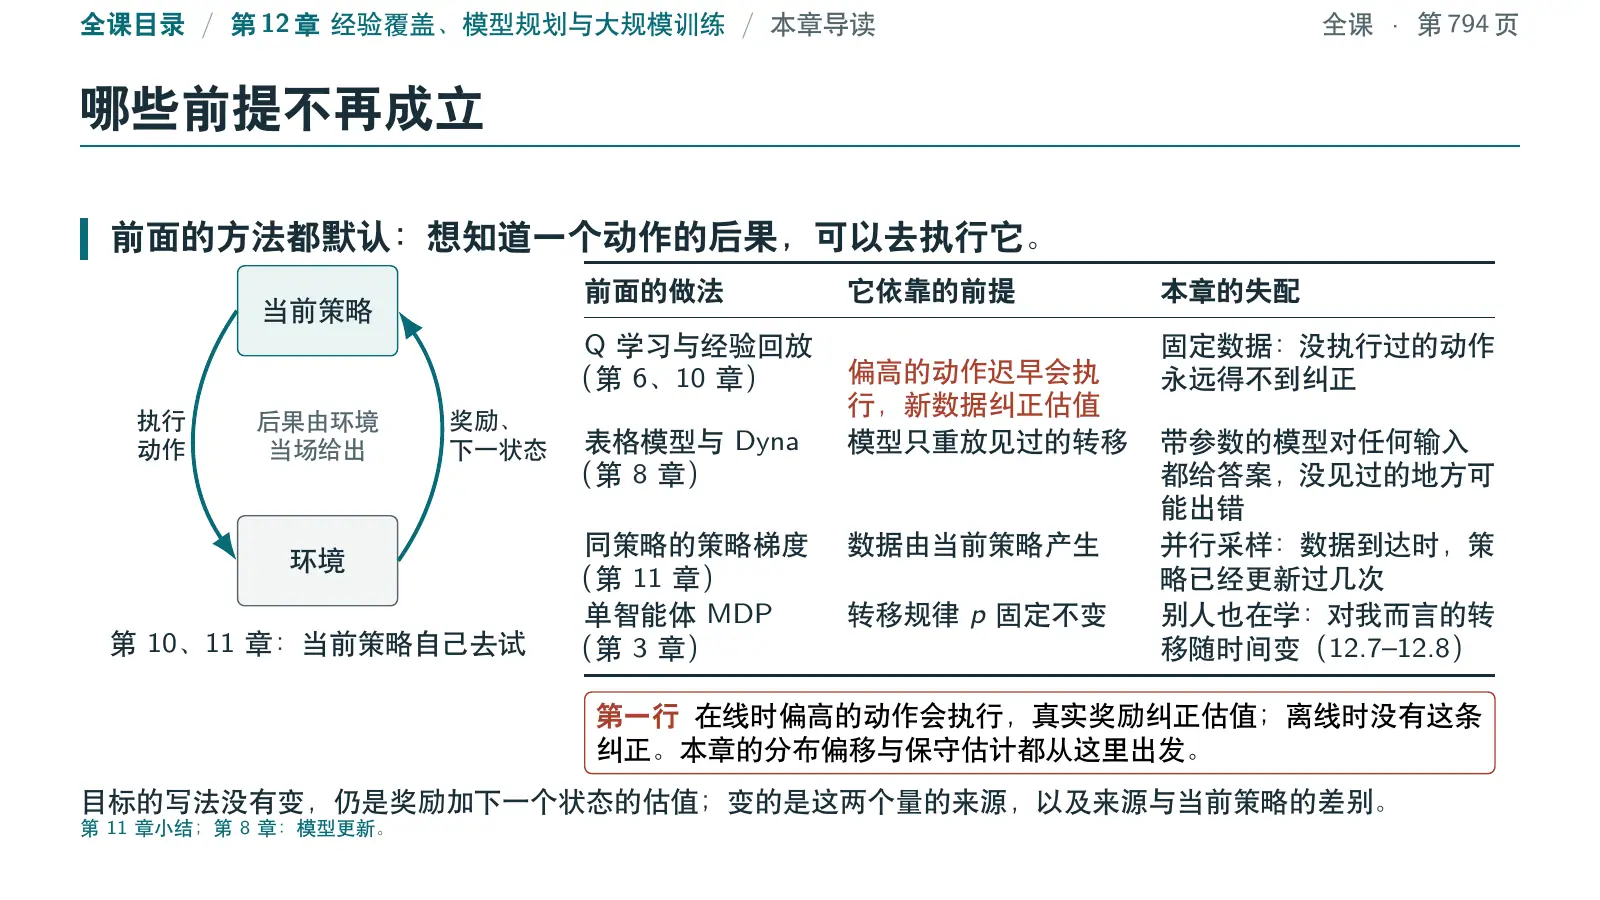 全课目录 / 第 12 章 经验覆盖、模型规划与大规模训练 / 本章导读
全课 · 第 794 页
哪些前提不再成立
前面的方法都默认：想知道一个动作的后果，可以去执行它。
当前策略
执行
动作
后果由环境
当场给出
奖励、
下一状态
环境
第 10、11 章：当前策略自己去试
前面的做法 它依靠的前提 本章的失配
Q 学习与经验回放
（第 6、10 章）
偏高的动作迟早会执
行，新数据纠正估值
固定数据：没执行过的动作
永远得不到纠正
表格模型与 Dyna
（第 8 章）
模型只重放见过的转移
带参数的模型对任何输入
都给答案，没见过的地方可
能出错
同策略的策略梯度
（第 11 章）
数据由当前策略产生
并行采样：数据到达时，策
略已经更新过几次
单智能体 MDP
（第 3 章）
转移规律 p 固定不变
别人也在学：对我而言的转
移随时间变（12.7–12.8）
第一行 在线时偏高的动作会执行，真实奖励纠正估值；离线时没有这条
纠正。本章的分布偏移与保守估计都从这里出发。
目标的写法没有变，仍是奖励加下一个状态的估值；变的是这两个量的来源，以及来源与当前策略的差别。
第 11 章小结；第 8 章：模型更新。